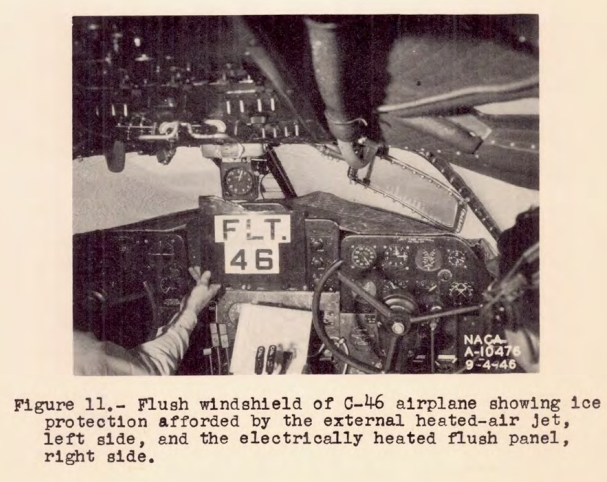 FLT.
46
NACA
A-10476
9-4-46
Figure 11.- Flush windshield of C-46 airplane showing ice
protection afforded by the external heated-air jet,
left side, and the electrically heated flush panel,
right side.